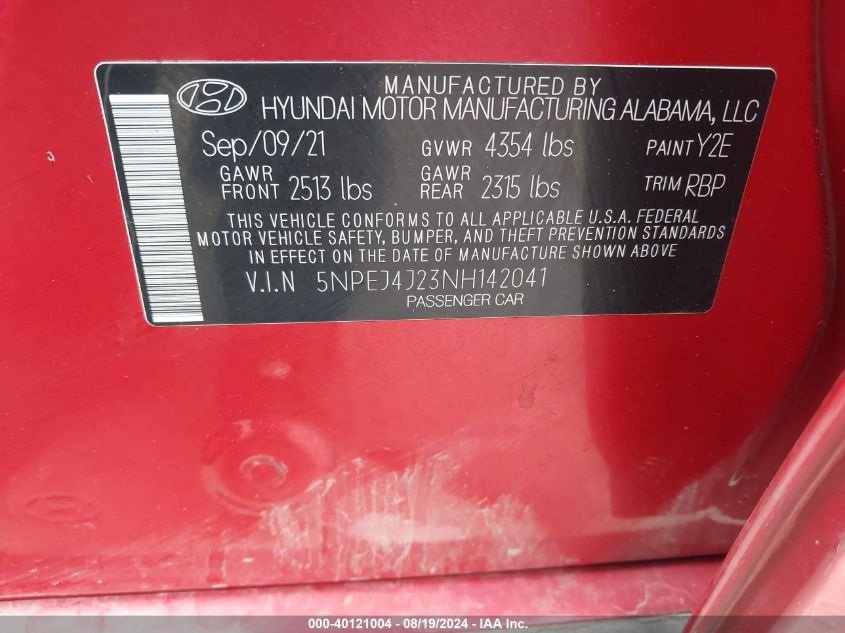 MANUFACTURED BY
HYUNDAI MOTOR MANUFACTURING ALABAMA, LLC
Sep/09/21 GVWR 4354 lbs PAINT Y2E
GAWR FRONT 2513 lbs GAWR REAR 2315 lbs TRIM RBP
THIS VEHICLE CONFORMS TO ALL APPLICABLE U.S.A. FEDERAL
MOTOR VEHICLE SAFETY, BUMPER, AND THEFT PREVENTION STANDARDS
IN EFFECT ON THE DATE OF MANUFACTURE SHOWN ABOVE
V.I.N 5NPEJ4J23NH142041
PASSENGER CAR
000-40121004 - 08/19/2024 - IAA Inc.